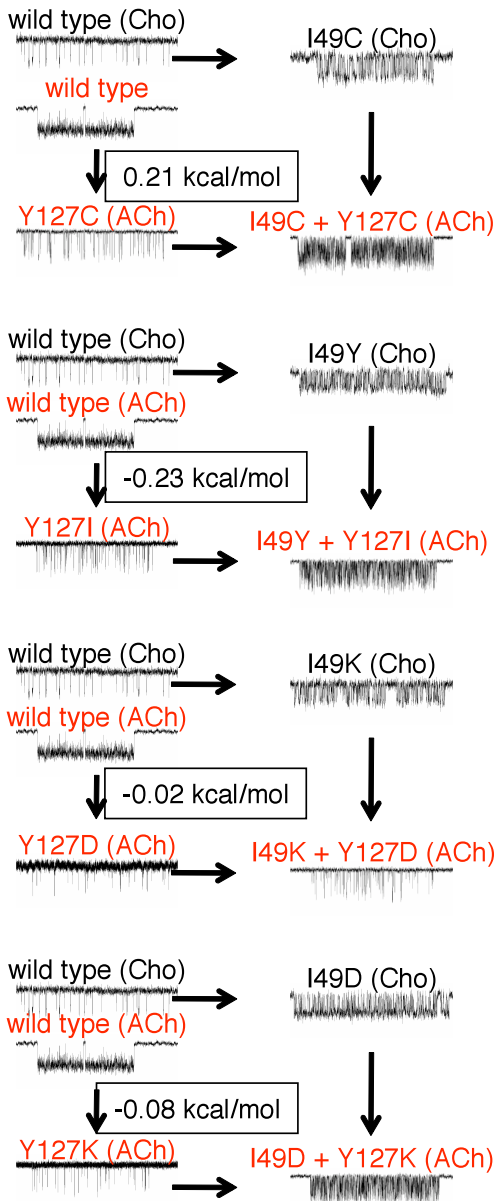 wild type (Cho)
I49C (Cho)
wild type
0.21 kcal/mol
Y127C (ACh)
I49C + Y127C (ACh)
wild type (Cho)
I49Y (Cho)
wild type (ACh)
-0.23 kcal/mol
Y127I (ACh)
I49Y + Y127I (ACh)
wild type (Cho)
I49K (Cho)
wild type (ACh)
-0.02 kcal/mol
Y127D (ACh)
I49K + Y127D (ACh)
wild type (Cho)
I49D (Cho)
wild type (ACh)
-0.08 kcal/mol
Y127K (ACh)
I49D + Y127K (ACh)